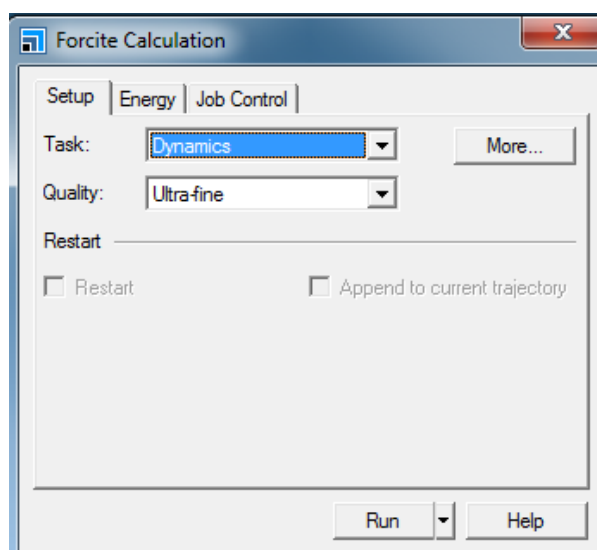 Forcite Calculation
Setup Energy Job Control
Task: Dynamics More...
Quality: Ultra-fine
Restart
Restart Append to current trajectory
Run Help